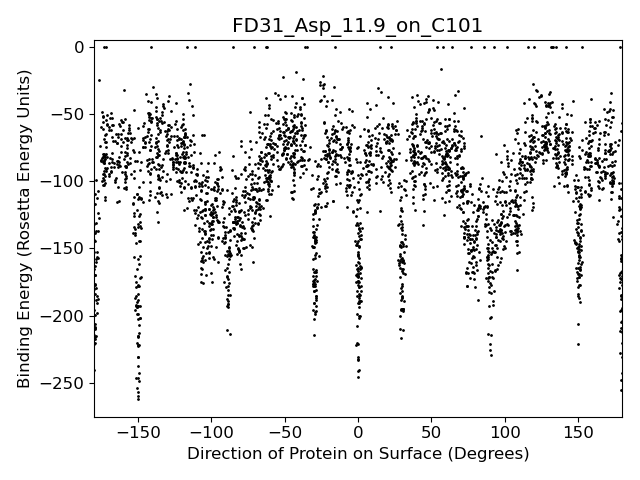 FD31_Asp_11.9_on_C101
Binding Energy (Rosetta Energy Units)
0
−50
−100
−150
−200
−250
−150 −100 −50 0 50 100 150
Direction of Protein on Surface (Degrees)